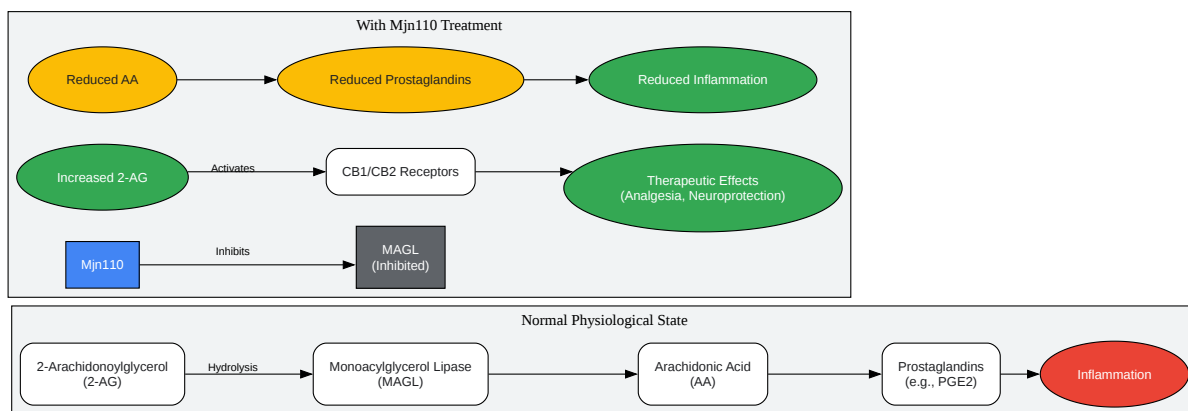 With Mjn110 Treatment
Reduced AA
Reduced Prostaglandins
Reduced Inflammation
Increased 2-AG
Activates
CB1/CB2 Receptors
Therapeutic Effects
(Analgesia, Neuroprotection)
Mjn110
Inhibits
MAGL
(Inhibited)
Normal Physiological State
2-Arachidonoylglycerol
(2-AG)
Hydrolysis
Monoacylglycerol Lipase
(MAGL)
Arachidonic Acid
(AA)
Prostaglandins
(e.g., PGE2)
Inflammation